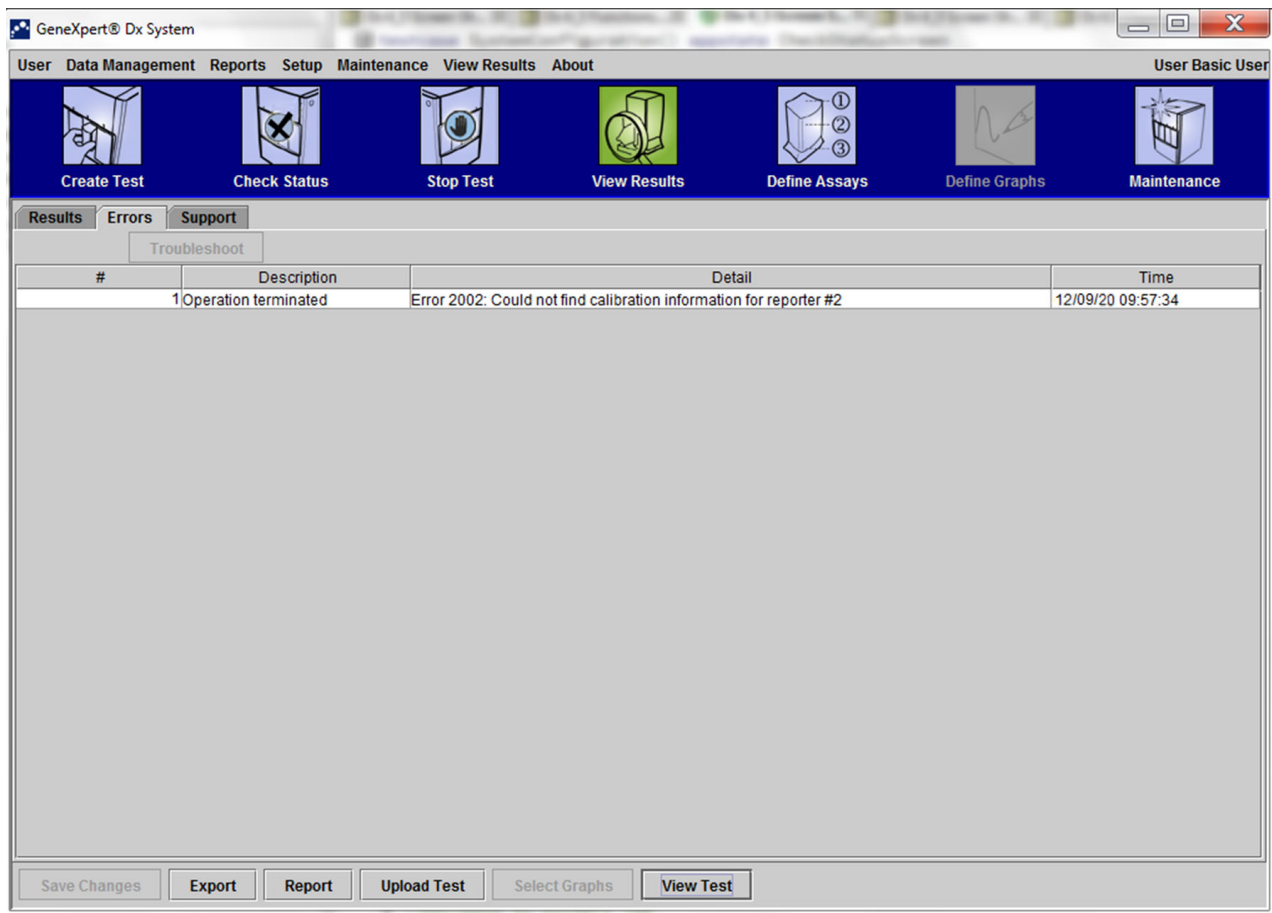 GeneXpert® Dx System
User Data Management Reports Setup Maintenance View Results About User Basic User
① ② ③
Create Test Check Status Stop Test View Results Define Assays Define Graphs Maintenance
Results Errors Support
Troubleshoot
# Description Detail Time
1 Operation terminated Error 2002: Could not find calibration information for reporter #2 12/09/20 09:57:34
Save Changes Export Report Upload Test Select Graphs View Test